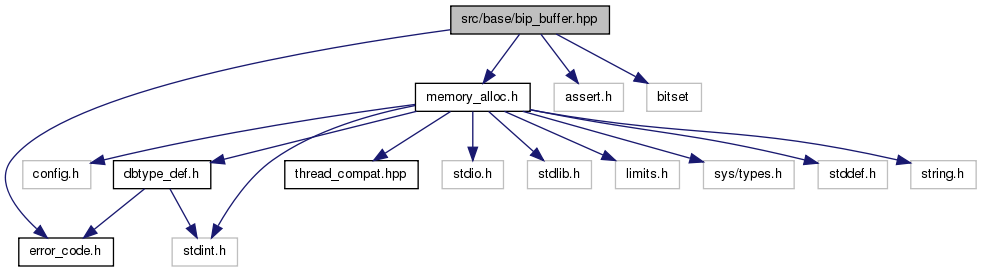 src/base/bip_buffer.hpp
memory_alloc.h
assert.h
bitset
config.h
dbtype_def.h
thread_compat.hpp
stdio.h
stdlib.h
limits.h
sys/types.h
stddef.h
string.h
error_code.h
stdint.h